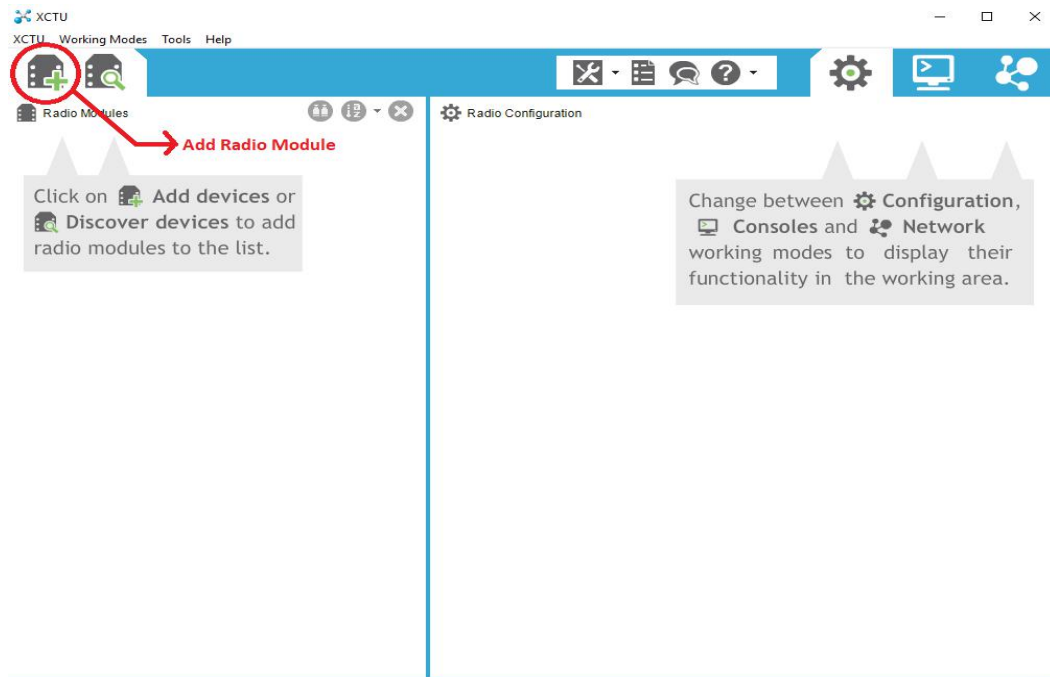 XCTU
XCTU Working Modes Tools Help
Radio Modules
Radio Configuration
Add Radio Module
Click on Add devices or
Discover devices to add
radio modules to the list.
Change between Configuration,
Consoles and Network
working modes to display their
functionality in the working area.